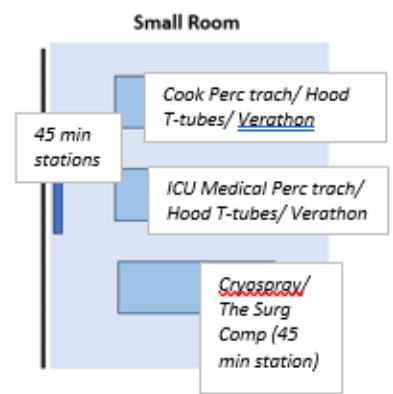 Small Room
Cook Perc trach/ Hood
T-tubes/ Verathon
45 min
stations
ICU Medical Perc trach/
Hood T-tubes/ Verathon
Cryospray/
The Surg
Comp (45
min station)